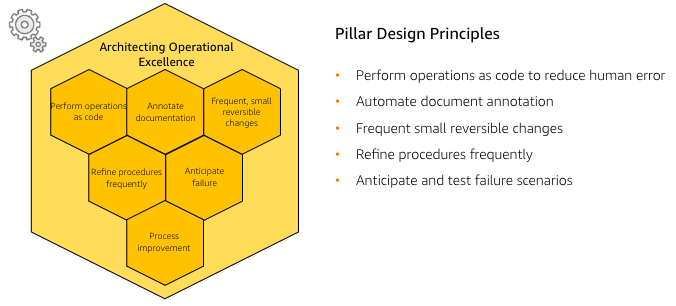 Architecting Operational
Excellence
Perform operations
as code
Annotate
documentation
Frequent, small
reversible
changes
Refine procedures
frequently
Anticipate
failure
Process
improvement
Pillar Design Principles
• Perform operations as code to reduce human error
• Automate document annotation
• Frequent small reversible changes
• Refine procedures frequently
• Anticipate and test failure scenarios